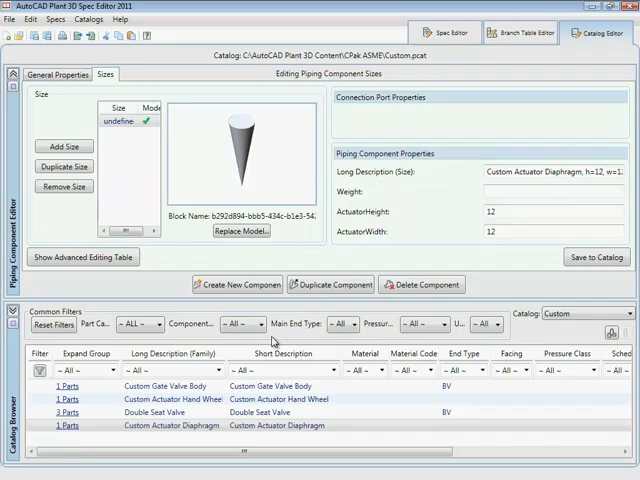 AutoCAD Plant 3D Spec Editor 2011
File Edit Specs Catalogs Help
Spec Editor Branch Table Editor Catalog Editor
Catalog: C:\AutoCAD Plant 3D Content\CPak ASME\Custom.pcat
General Properties Sizes Editing Piping Component Sizes
Size
Size Mode
undefine
Add Size
Duplicate Size
Remove Size
Block Name: b292d894-bbb5-434c-b1e3-542
Replace Model...
Connection Port Properties
Piping Component Properties
Long Description (Size): Custom Actuator Diaphragm, h=12, w=12
Weight:
ActuatorHeight: 12
ActuatorWidth: 12
Show Advanced Editing Table
Save to Catalog
Piping Component Editor
Create New Componen Duplicate Component Delete Component
Common Filters
Catalog: Custom
Reset Filters Part Ca... ~ ALL ~ Component... ~ All ~ Main End Type: ~ All Pressur... ~ All ~ U... ~ All ~
Filter Expand Group Long Description (Family) Short Description Material Material Code End Type Facing Pressure Class Sched
~ All ~ ~ All ~ ~ All ~ ~ All ~ ~ All ~ ~ All ~ ~ All ~ ~ All ~ ~ All
1 Parts Custom Gate Valve Body Custom Gate Valve Body BV
1 Parts Custom Actuator Hand Wheel Custom Actuator Hand Wheel
3 Parts Double Seat Valve Double Seat Valve BV
1 Parts Custom Actuator Diaphragm Custom Actuator Diaphragm
Catalog Browser